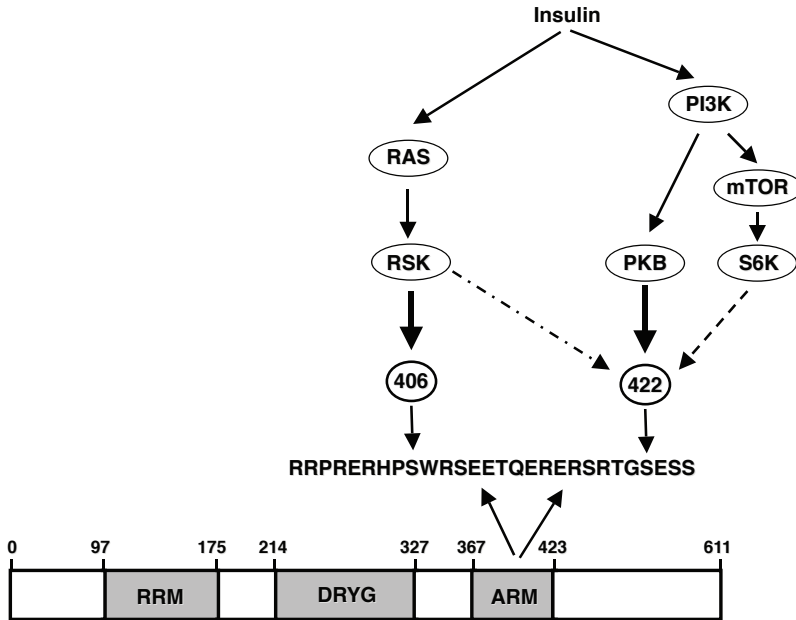 Insulin
PI3K
RAS
mTOR
RSK
PKB
S6K
406
422
RRPRERHPSWRSEETQERERSRTGSESS
0 97 175 214 327 367 423 611
RRM DRYG ARM